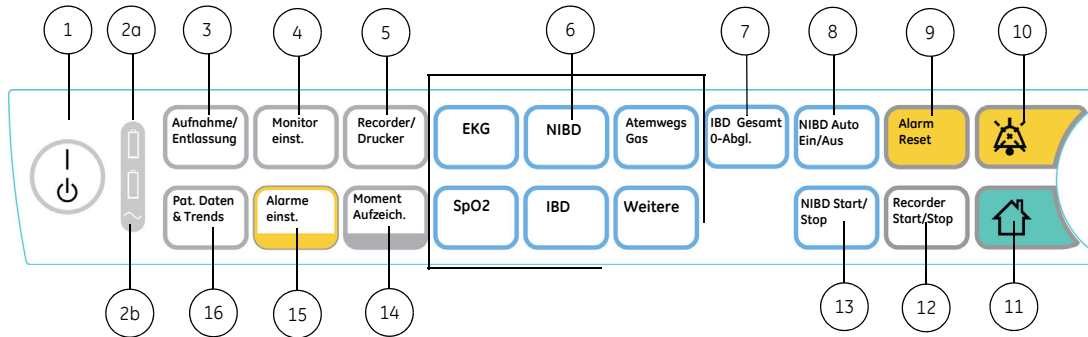 1
2a
3
4
5
6
7
8
9
10
Aufnahme/
Entlassung
Monitor
einst.
Recorder/
Drucker
EKG
NIBD
Atemwegs
Gas
IBD Gesamt
0-Abgl.
NIBD Auto
Ein/Aus
Alarm
Reset
Pat. Daten
& Trends
Alarme
einst.
Moment
Aufzeich.
SpO2
IBD
Weitere
NIBD Start/
Stop
Recorder
Start/Stop
2b
16
15
14
13
12
11